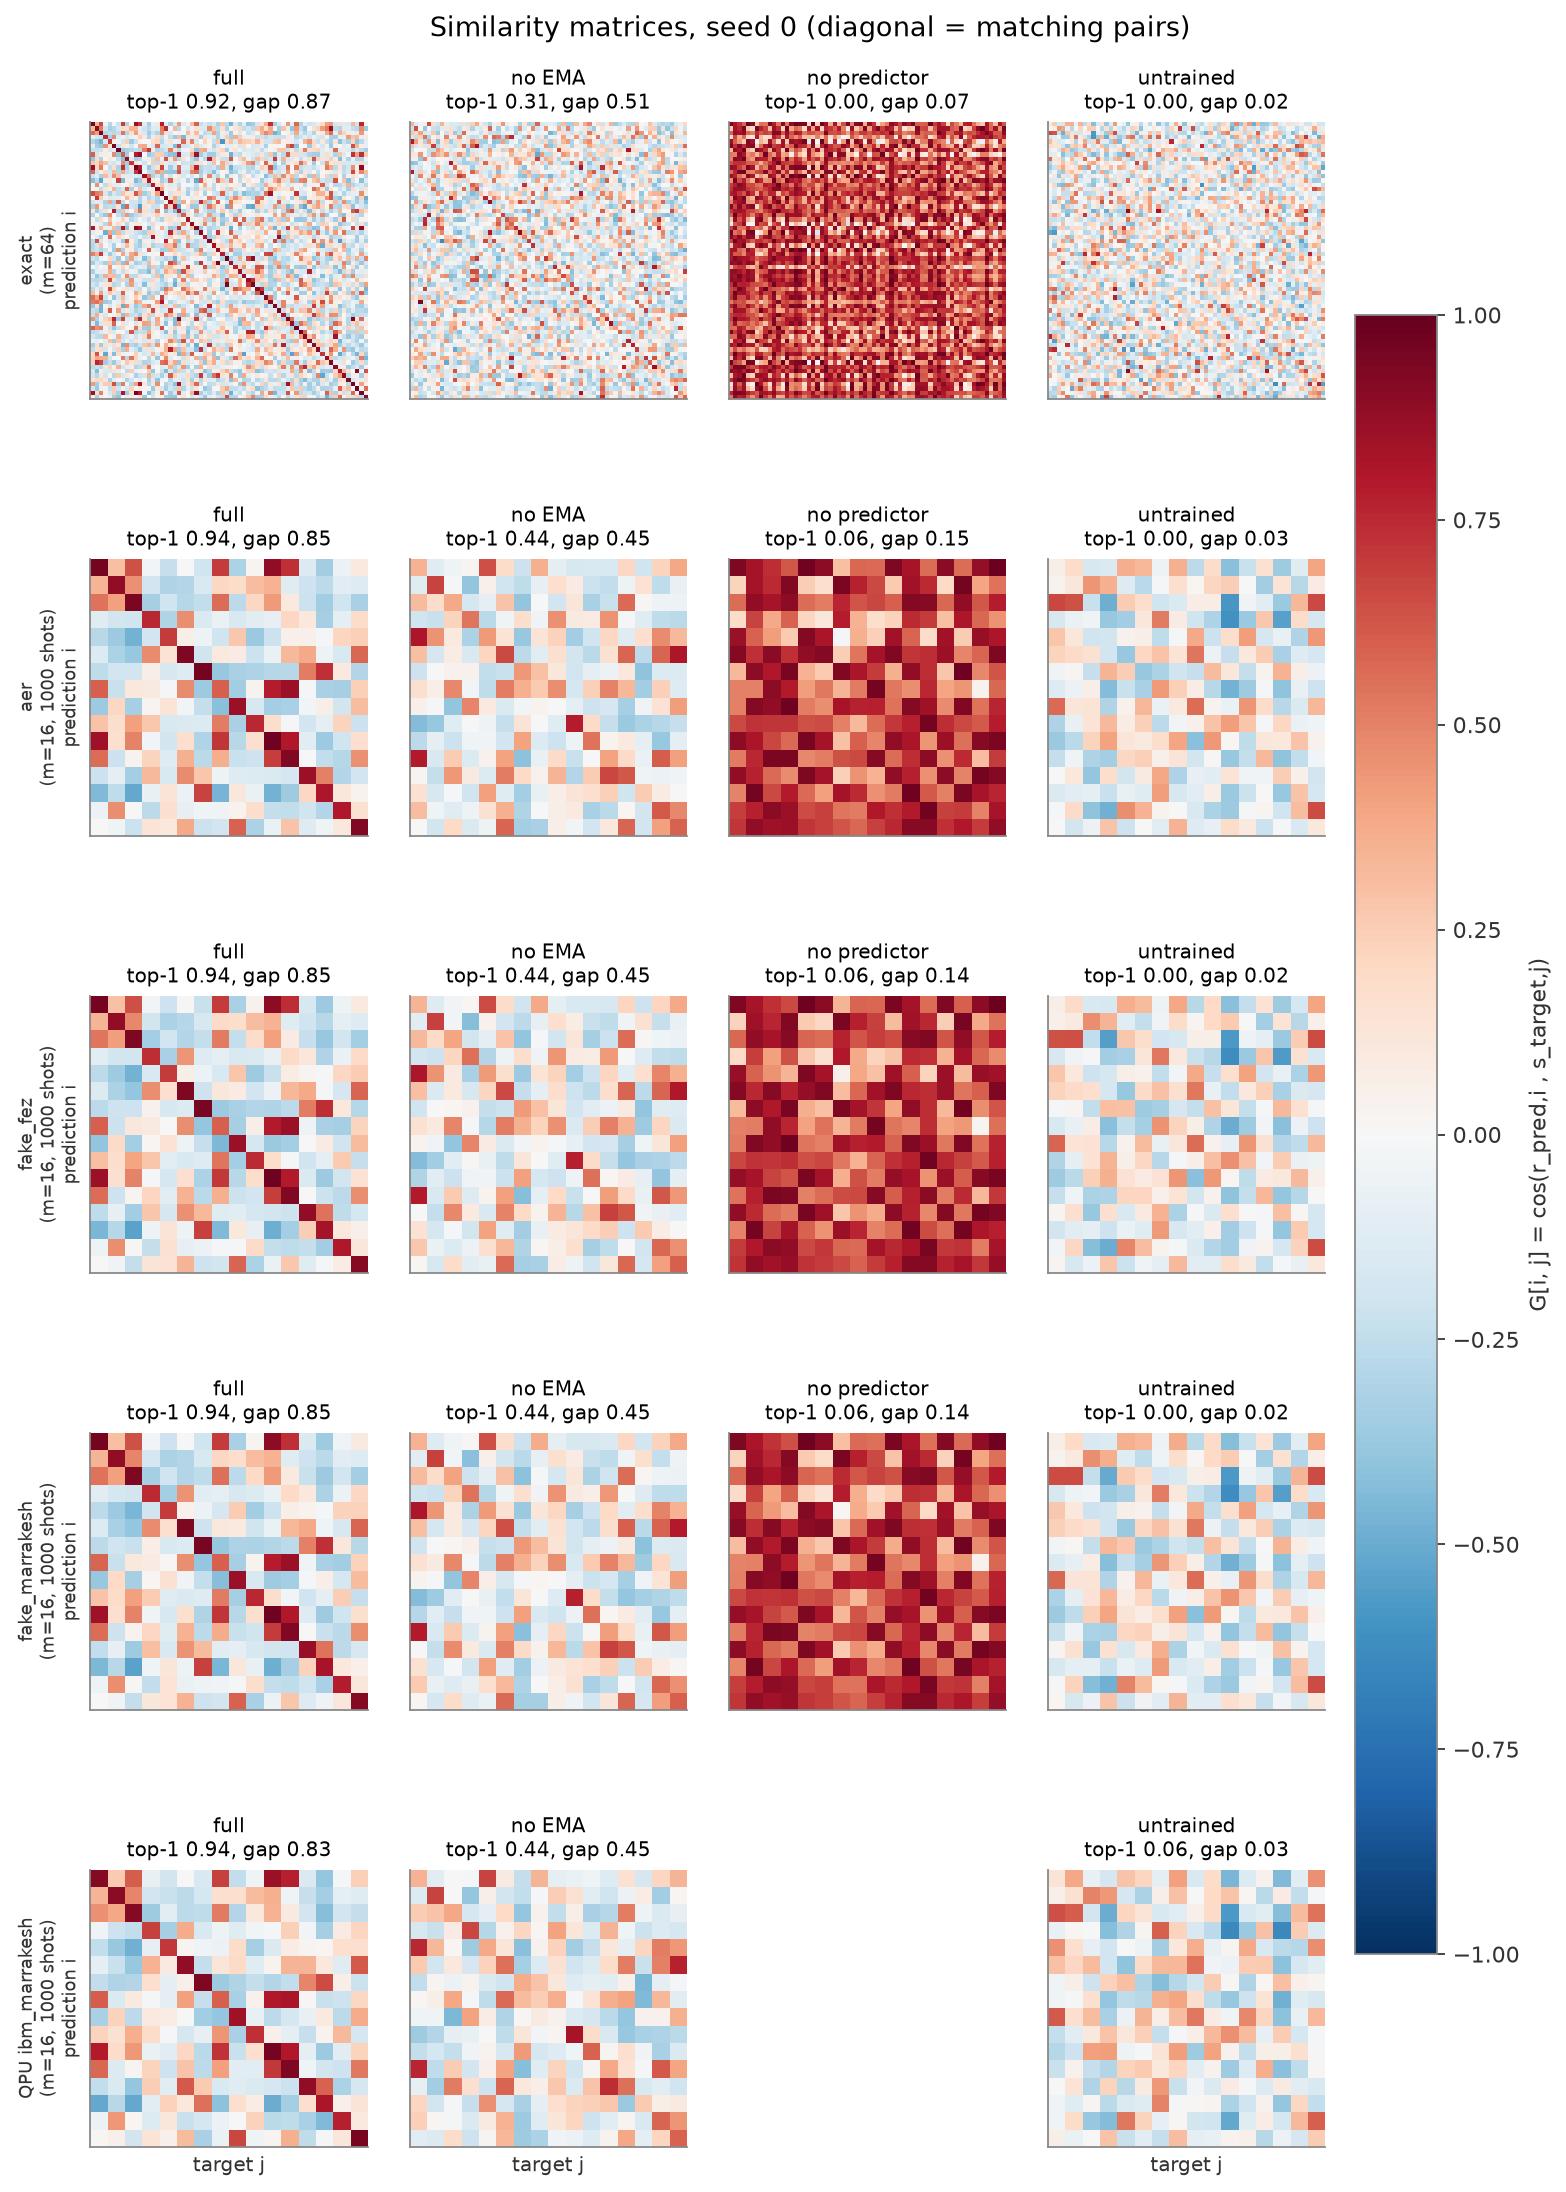 Similarity matrices, seed 0 (diagonal = matching pairs)
full
top-1 0.92, gap 0.87
no EMA
top-1 0.31, gap 0.51
no predictor
top-1 0.00, gap 0.07
untrained
top-1 0.00, gap 0.02
exact
(m=64)
prediction i
full
top-1 0.94, gap 0.85
no EMA
top-1 0.44, gap 0.45
no predictor
top-1 0.06, gap 0.15
untrained
top-1 0.00, gap 0.03
aer
(m=16, 1000 shots)
prediction i
full
top-1 0.94, gap 0.85
no EMA
top-1 0.44, gap 0.45
no predictor
top-1 0.06, gap 0.14
untrained
top-1 0.00, gap 0.02
fake_fez
(m=16, 1000 shots)
prediction i
full
top-1 0.94, gap 0.85
no EMA
top-1 0.44, gap 0.45
no predictor
top-1 0.06, gap 0.14
untrained
top-1 0.00, gap 0.02
fake_marrakesh
(m=16, 1000 shots)
prediction i
full
top-1 0.94, gap 0.83
no EMA
top-1 0.44, gap 0.45
untrained
top-1 0.06, gap 0.03
QPU ibm_marrakesh
(m=16, 1000 shots)
prediction i
target j
target j
target j
1.00
0.75
0.50
0.25
0.00
−0.25
−0.50
−0.75
−1.00
G[i, j] = cos(r_pred,i , s_target,j)